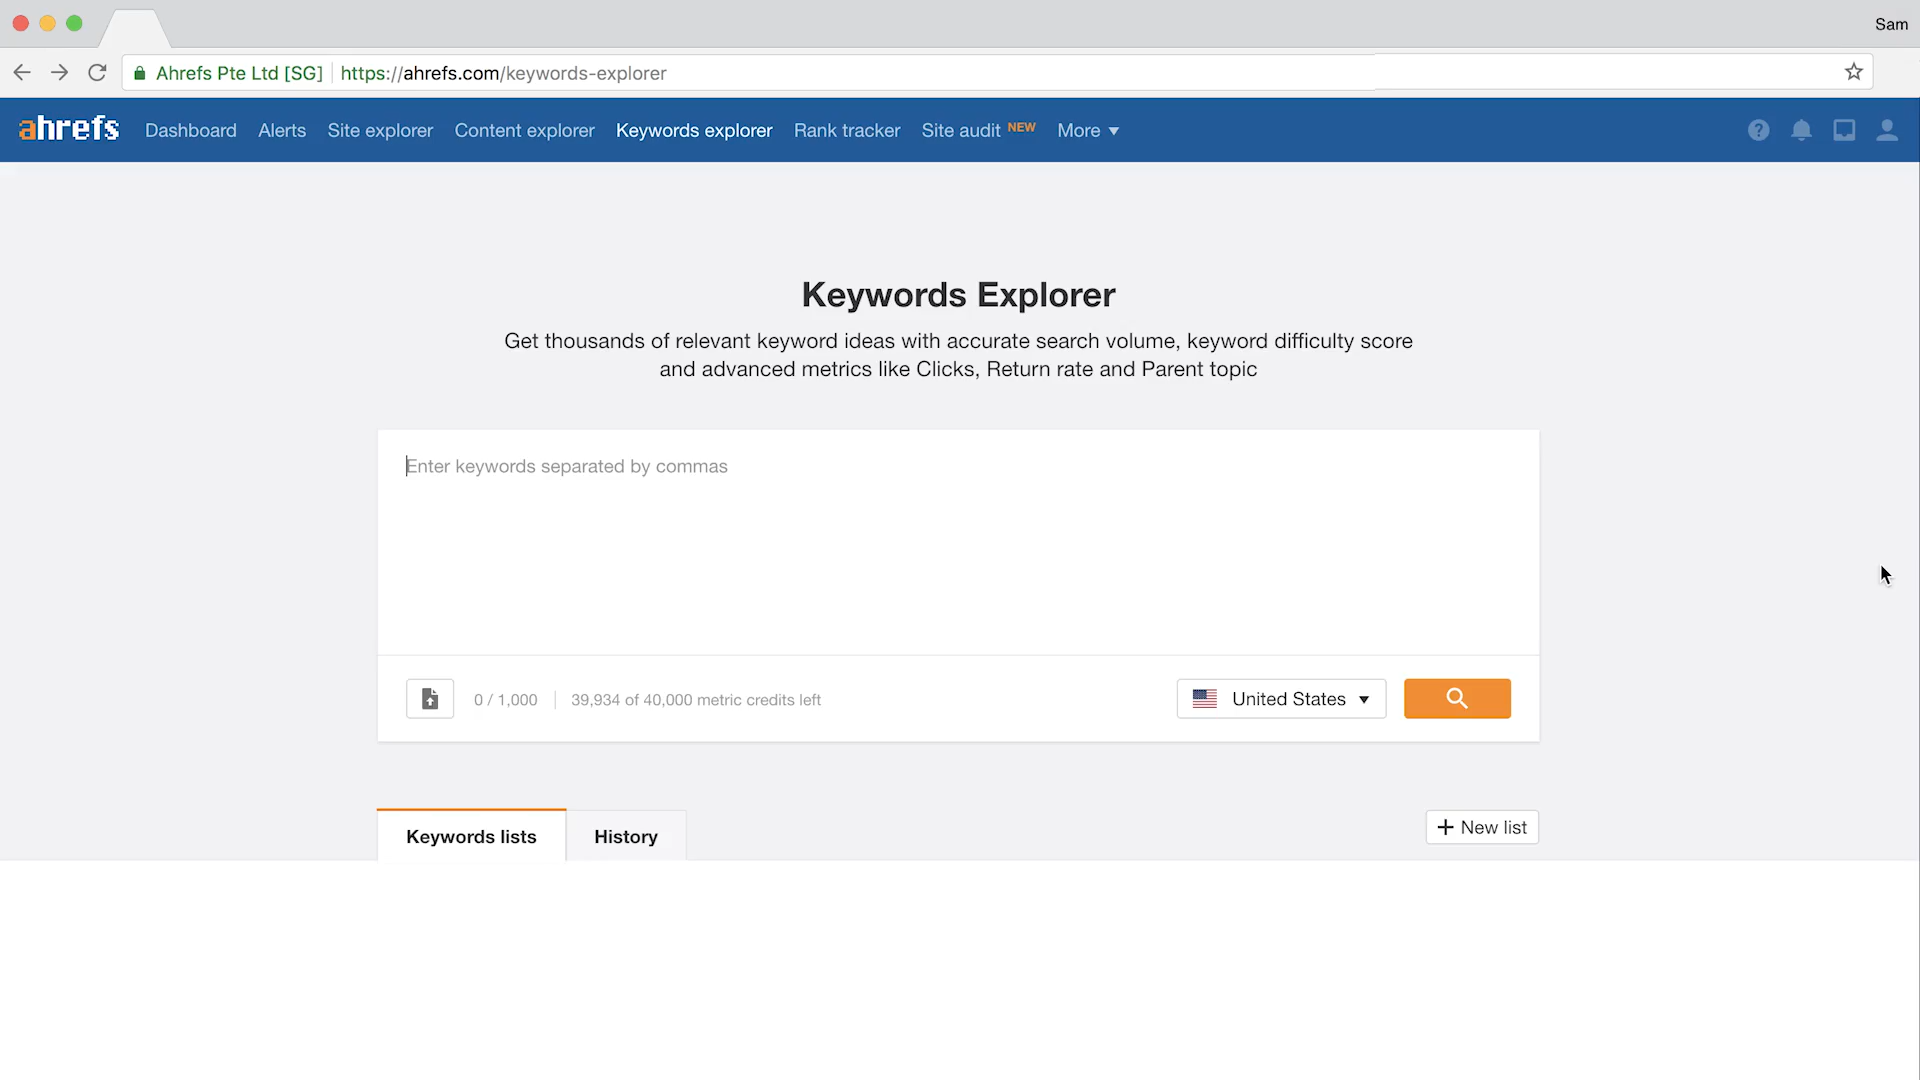 Sam
Ahrefs Pte Ltd [SG] https://ahrefs.com/keywords-explorer
ahrefs Dashboard Alerts Site explorer Content explorer Keywords explorer Rank tracker Site audit NEW More ?
Keywords Explorer
Get thousands of relevant keyword ideas with accurate search volume, keyword difficulty score
and advanced metrics like Clicks, Return rate and Parent topic
Enter keywords separated by commas
0 / 1,000 39,934 of 40,000 metric credits left United States
Keywords lists History + New list